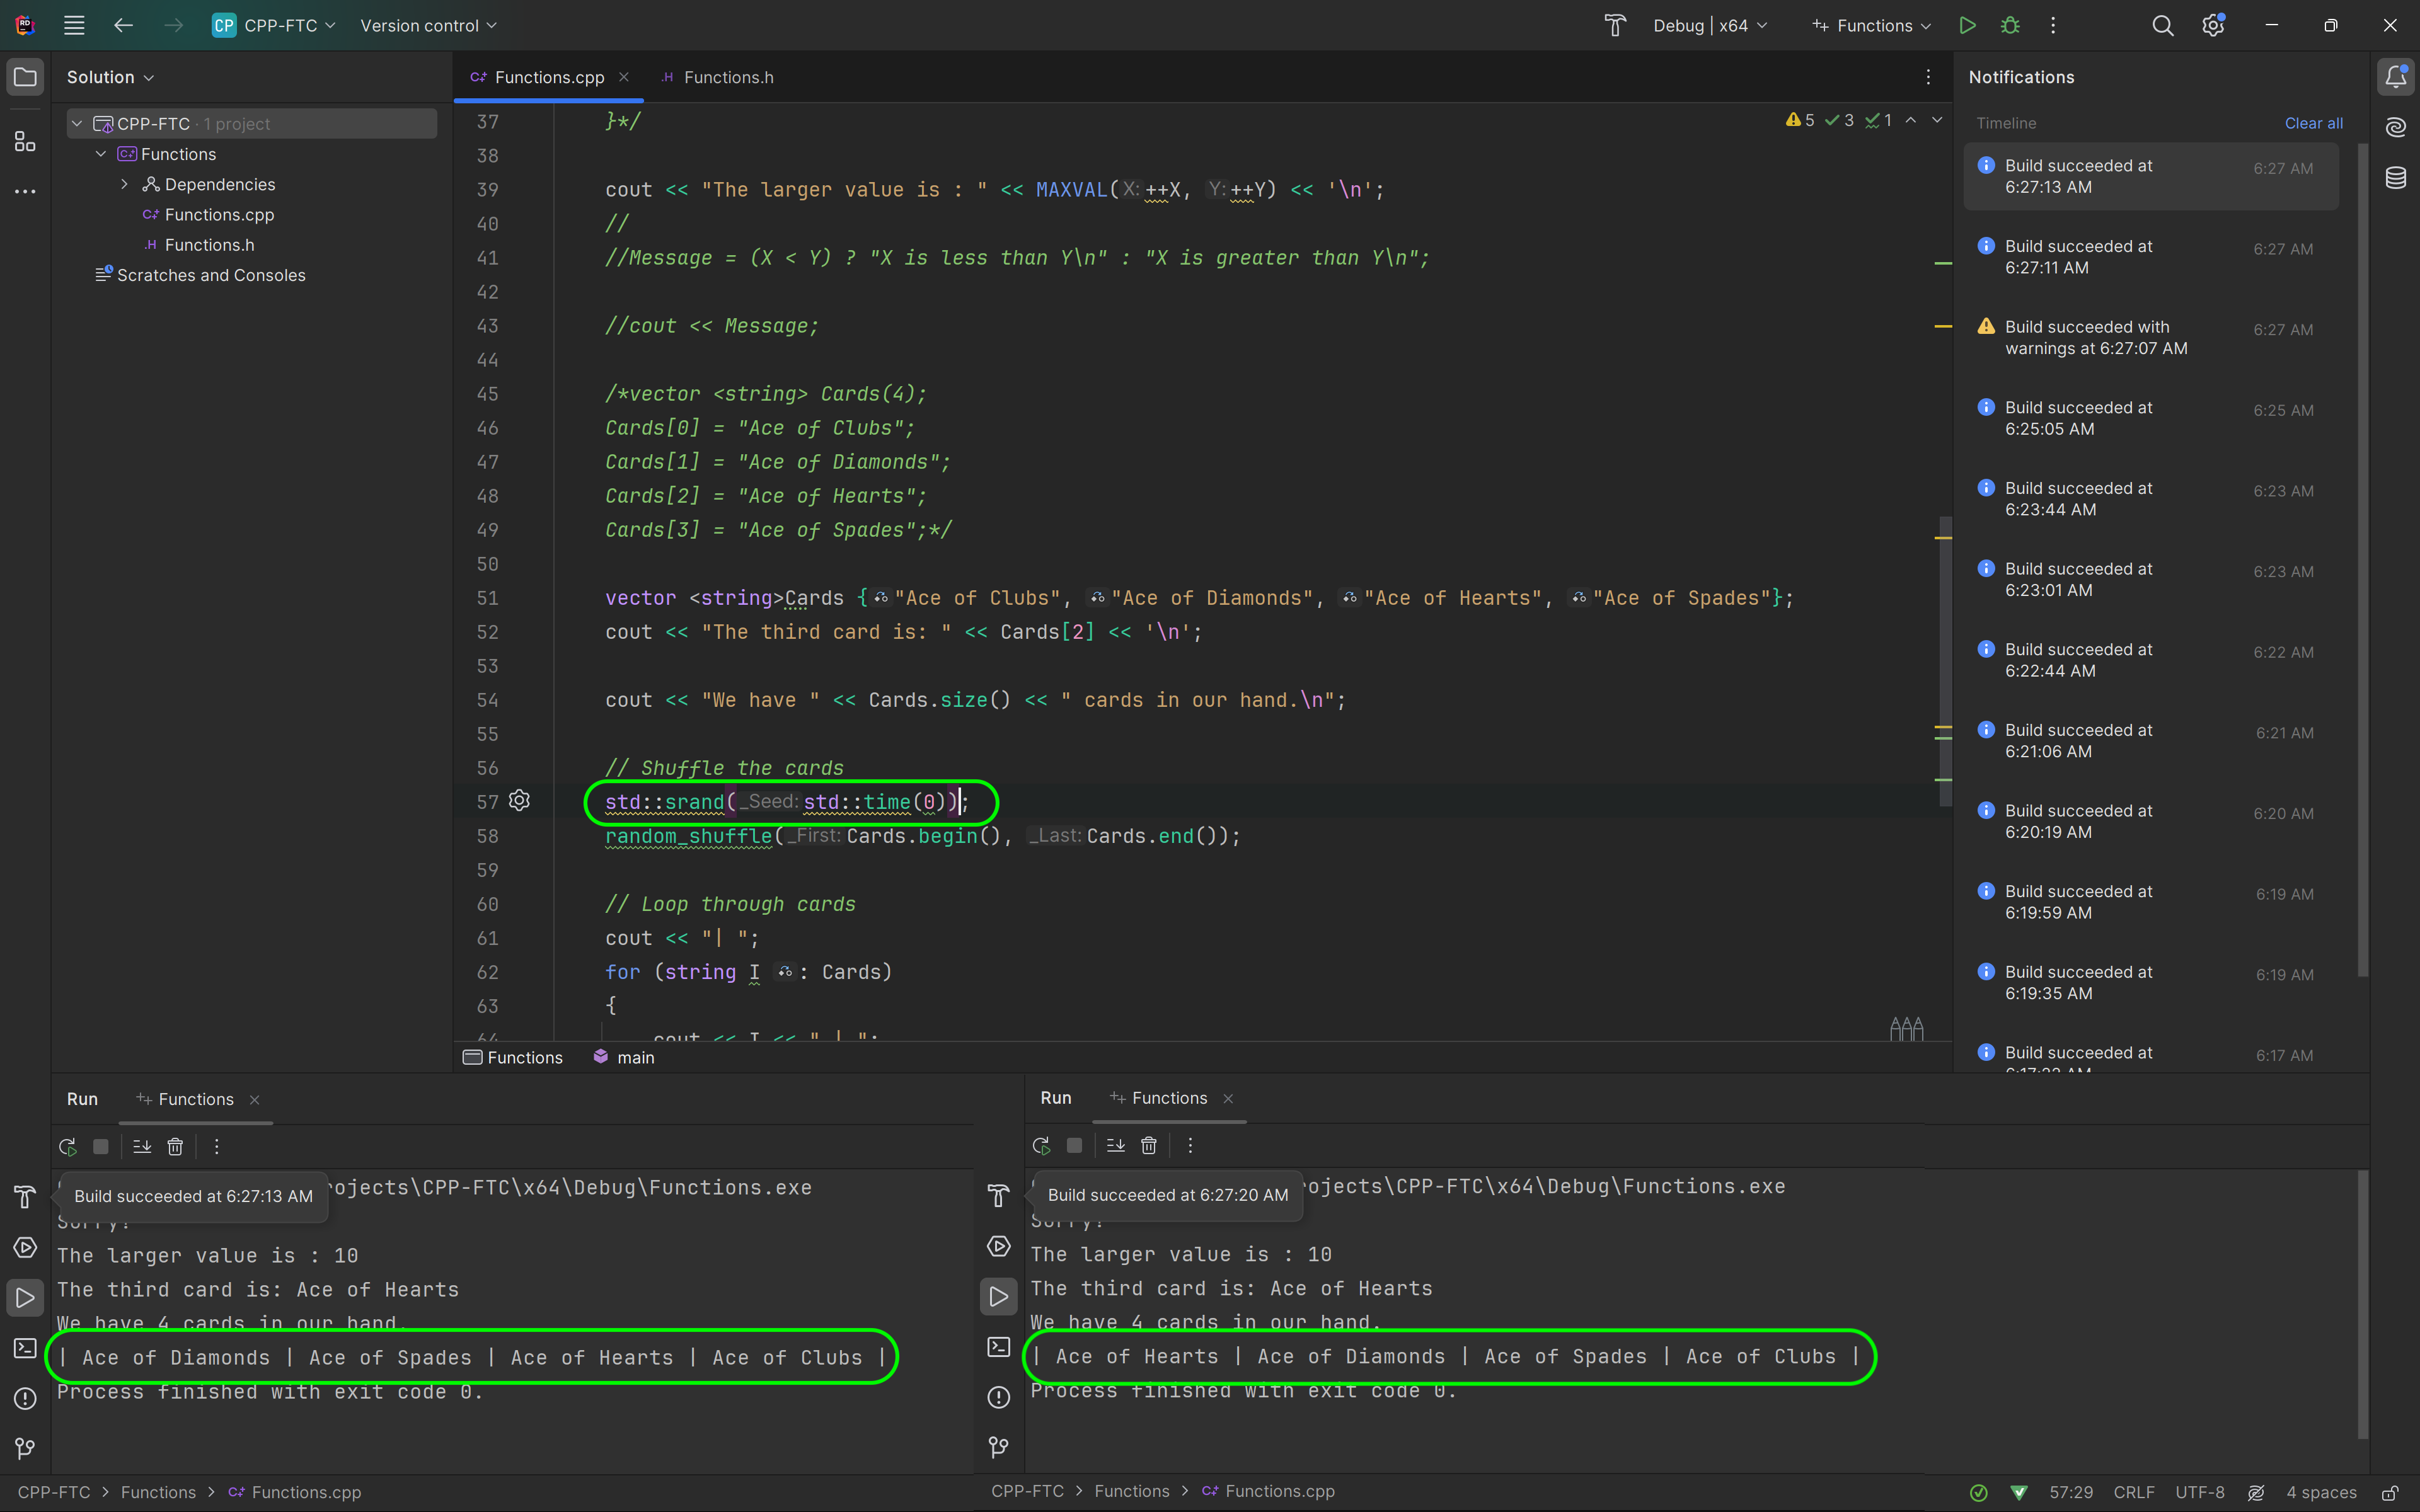 CP CPP-FTC Version control Debug | x64 Functions
Solution
CPP-FTC · 1 project
Functions
Dependencies
Functions.cpp
Functions.h
Scratches and Consoles
Functions.cpp Functions.h
5 3 1
37 }*/
38
39 cout << "The larger value is : " << MAXVAL(X: ++X, Y: ++Y) << '\n';
40 //
41 //Message = (X < Y) ? "X is less than Y\n" : "X is greater than Y\n";
42
43 //cout << Message;
44
45 /*vector <string> Cards(4);
46 Cards[0] = "Ace of Clubs";
47 Cards[1] = "Ace of Diamonds";
48 Cards[2] = "Ace of Hearts";
49 Cards[3] = "Ace of Spades";*/
50
51 vector <string>Cards {"Ace of Clubs", "Ace of Diamonds", "Ace of Hearts", "Ace of Spades"};
52 cout << "The third card is: " << Cards[2] << '\n';
53
54 cout << "We have " << Cards.size() << " cards in our hand.\n";
55
56 // Shuffle the cards
57 std::srand(_Seed: std::time(0));
58 random_shuffle(_First: Cards.begin(), _Last: Cards.end());
59
60 // Loop through cards
61 cout << "| ";
62 for (string I : Cards)
63 {
64 cout << I << " | ";
Functions main
Notifications
Timeline Clear all
Build succeeded at 6:27 AM
6:27:13 AM
Build succeeded at 6:27 AM
6:27:11 AM
Build succeeded with 6:27 AM
warnings at 6:27:07 AM
Build succeeded at 6:25 AM
6:25:05 AM
Build succeeded at 6:23 AM
6:23:44 AM
Build succeeded at 6:23 AM
6:23:01 AM
Build succeeded at 6:22 AM
6:22:44 AM
Build succeeded at 6:21 AM
6:21:06 AM
Build succeeded at 6:20 AM
6:20:19 AM
Build succeeded at 6:19 AM
6:19:59 AM
Build succeeded at 6:19 AM
6:19:35 AM
Build succeeded at 6:17 AM
Run Functions
Build succeeded at 6:27:13 AM
ojects\CPP-FTC\x64\Debug\Functions.exe
Sorry!
The larger value is : 10
The third card is: Ace of Hearts
We have 4 cards in our hand.
| Ace of Diamonds | Ace of Spades | Ace of Hearts | Ace of Clubs |
Process finished with exit code 0.
CPP-FTC > Functions > Functions.cpp
Run Functions
Build succeeded at 6:27:20 AM
ojects\CPP-FTC\x64\Debug\Functions.exe
Sorry!
The larger value is : 10
The third card is: Ace of Hearts
We have 4 cards in our hand.
| Ace of Hearts | Ace of Diamonds | Ace of Spades | Ace of Clubs |
Process finished with exit code 0.
CPP-FTC > Functions > Functions.cpp
57:29 CRLF UTF-8 4 spaces